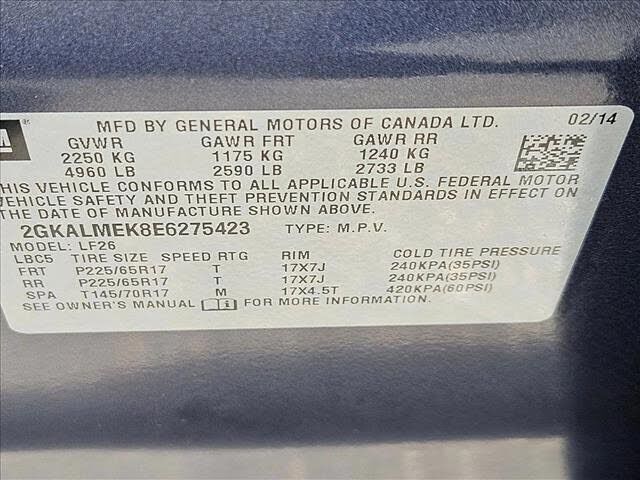 M ®
MFD BY GENERAL MOTORS OF CANADA LTD. 02/14
GVWR GAWR FRT GAWR RR
2250 KG 1175 KG 1240 KG
4960 LB 2590 LB 2733 LB
THIS VEHICLE CONFORMS TO ALL APPLICABLE U.S. FEDERAL MOTOR
VEHICLE SAFETY AND THEFT PREVENTION STANDARDS IN EFFECT ON
THE DATE OF MANUFACTURE SHOWN ABOVE.
2GKALMEK8E6275423 TYPE: M.P.V.
MODEL: LF26
LBC5 TIRE SIZE SPEED RTG RIM COLD TIRE PRESSURE
FRT P225/65R17 T 17X7J 240KPA(35PSI)
RR P225/65R17 T 17X7J 240KPA(35PSI)
SPA T145/70R17 M 17X4.5T 420KPA(60PSI)
SEE OWNER'S MANUAL i FOR MORE INFORMATION.